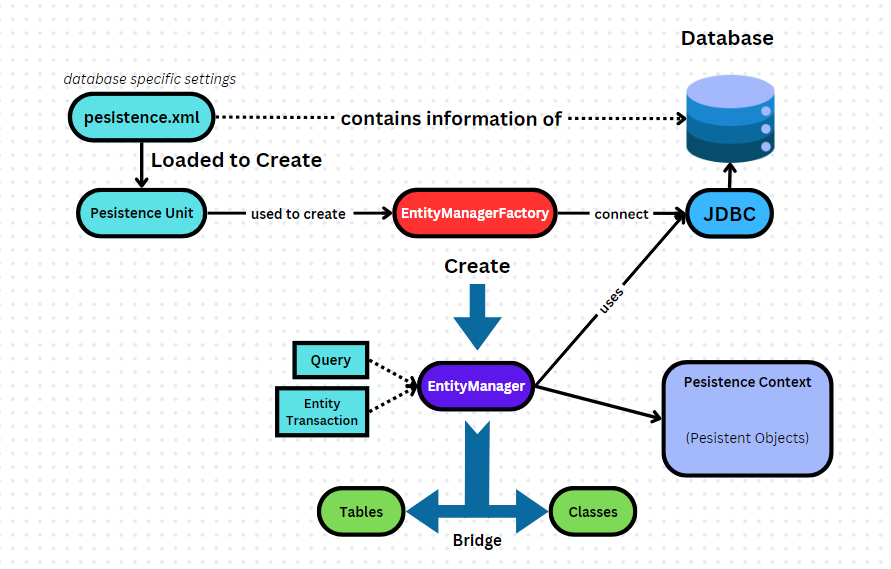 Database
database specific settings
pesistence.xml
contains information of
Loaded to Create
Pesistence Unit
used to create
EntityManagerFactory
connect
JDBC
Create
uses
Query
EntityManager
Entity
Transaction
Pesistence Context
(Pesistent Objects)
Tables
Classes
Bridge